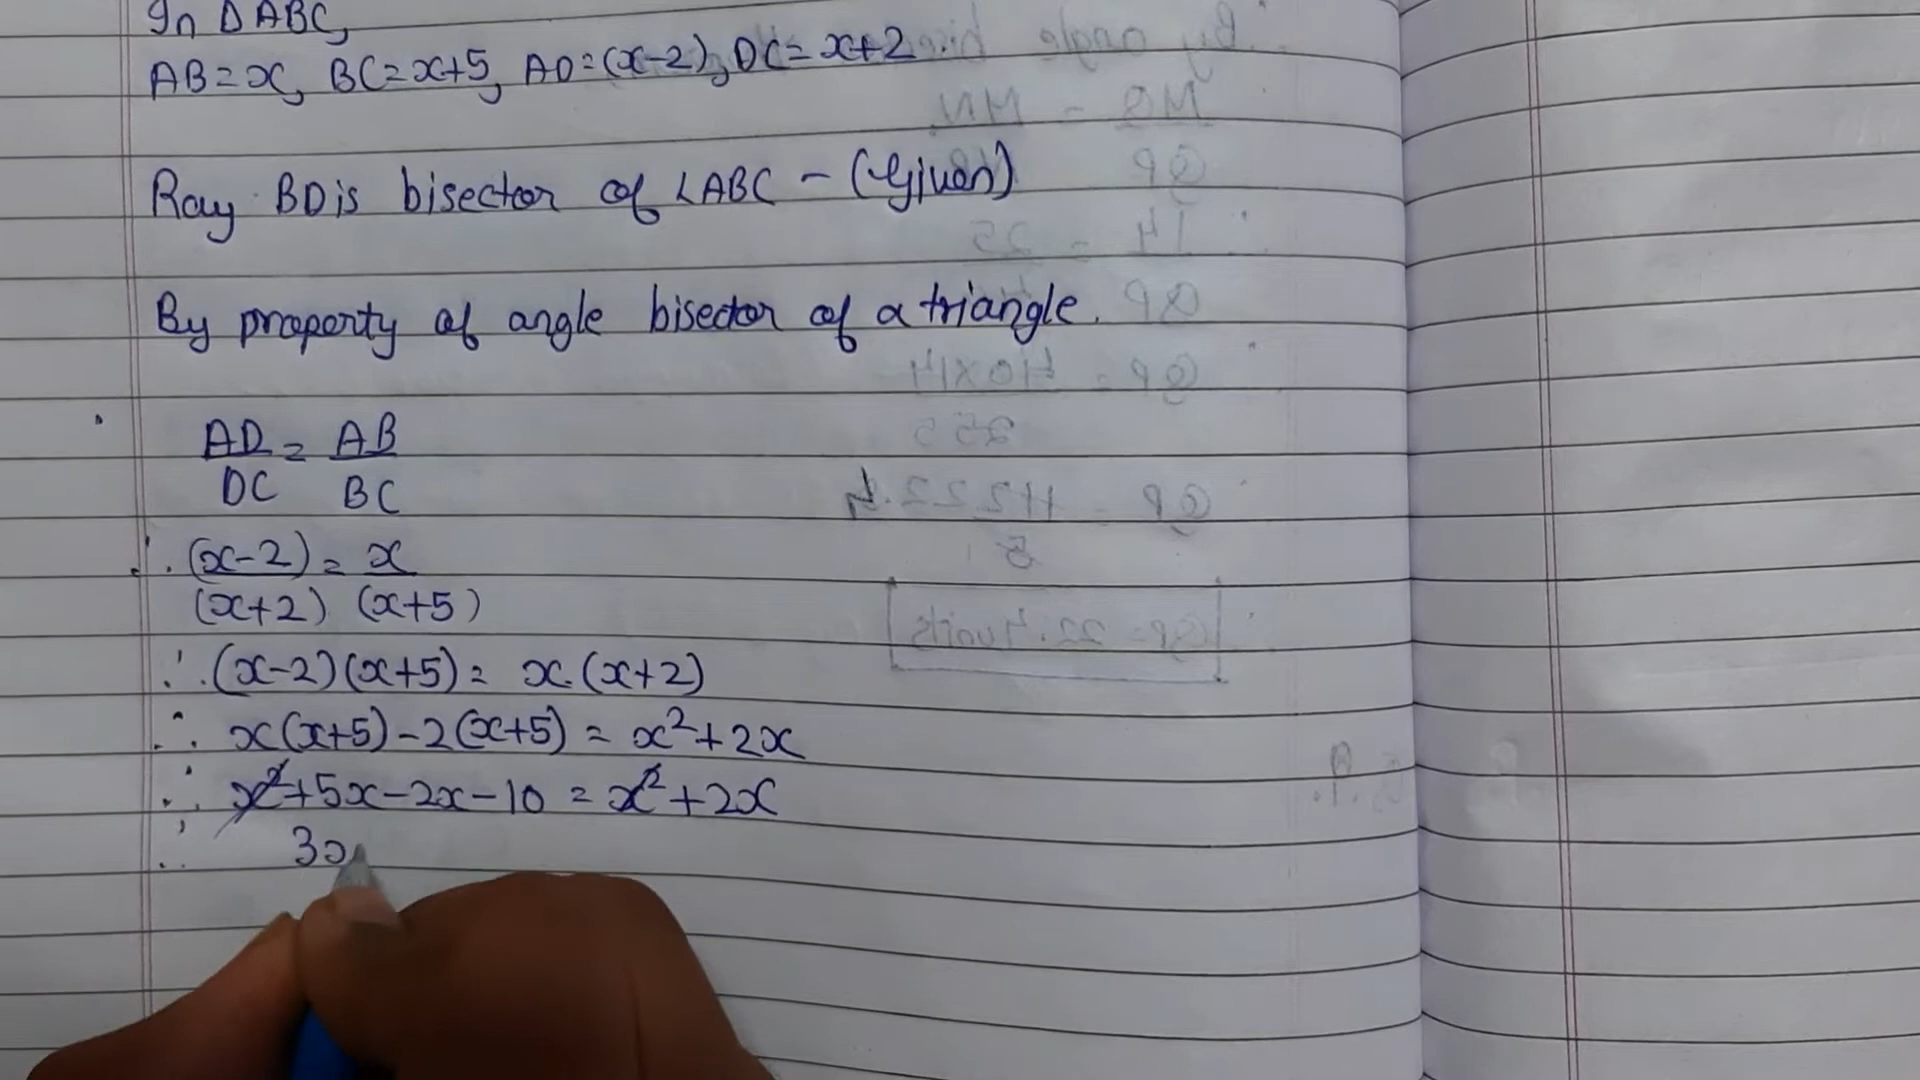 In ΔABC,
AB=x, BC=x+5, AD=(x-2), DC=x+2
Ray BD is bisector of ∠ABC - (Given)
By property of angle bisector of a triangle.
AD/DC = AB/BC
∴ (x-2)/(x+2) = x/(x+5)
∴ (x-2)(x+5) = x.(x+2)
∴ x(x+5)-2(x+5) = x²+2x
∴ x²+5x-2x-10 = x²+2x
∴ 3x